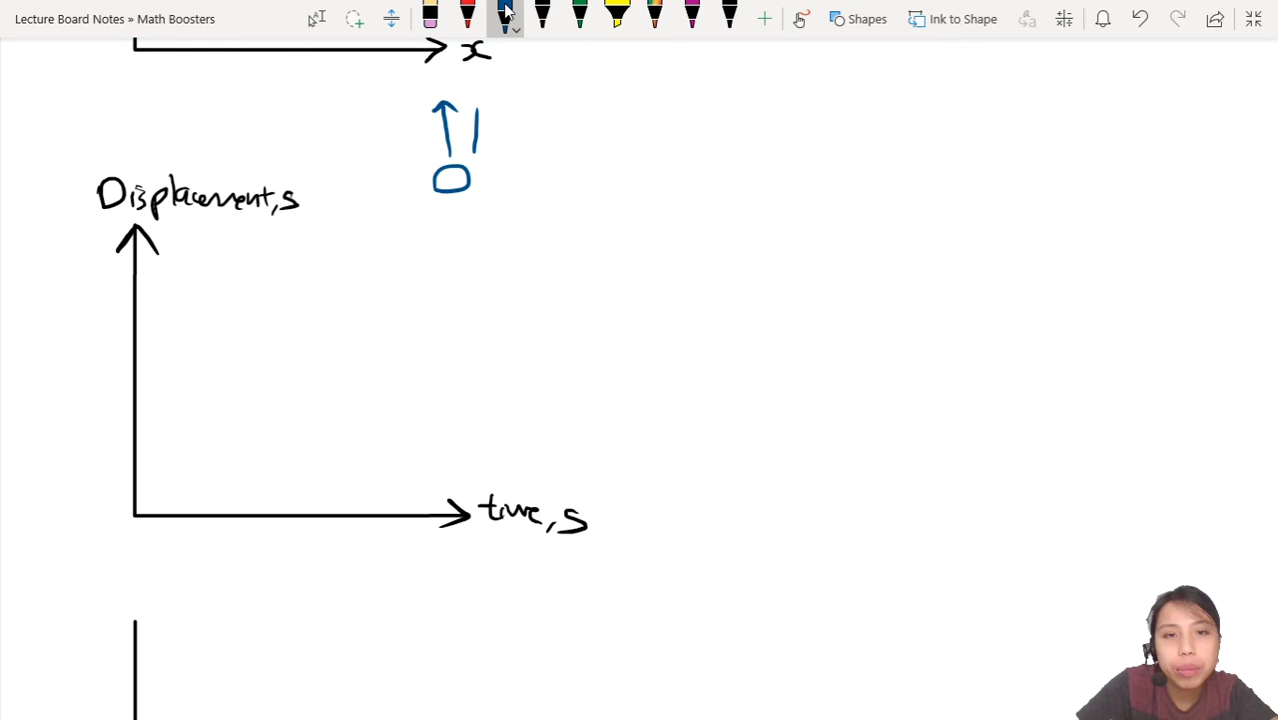 Lecture Board Notes » Math Boosters
Shapes
Ink to Shape
x
Displacement, s
time, s